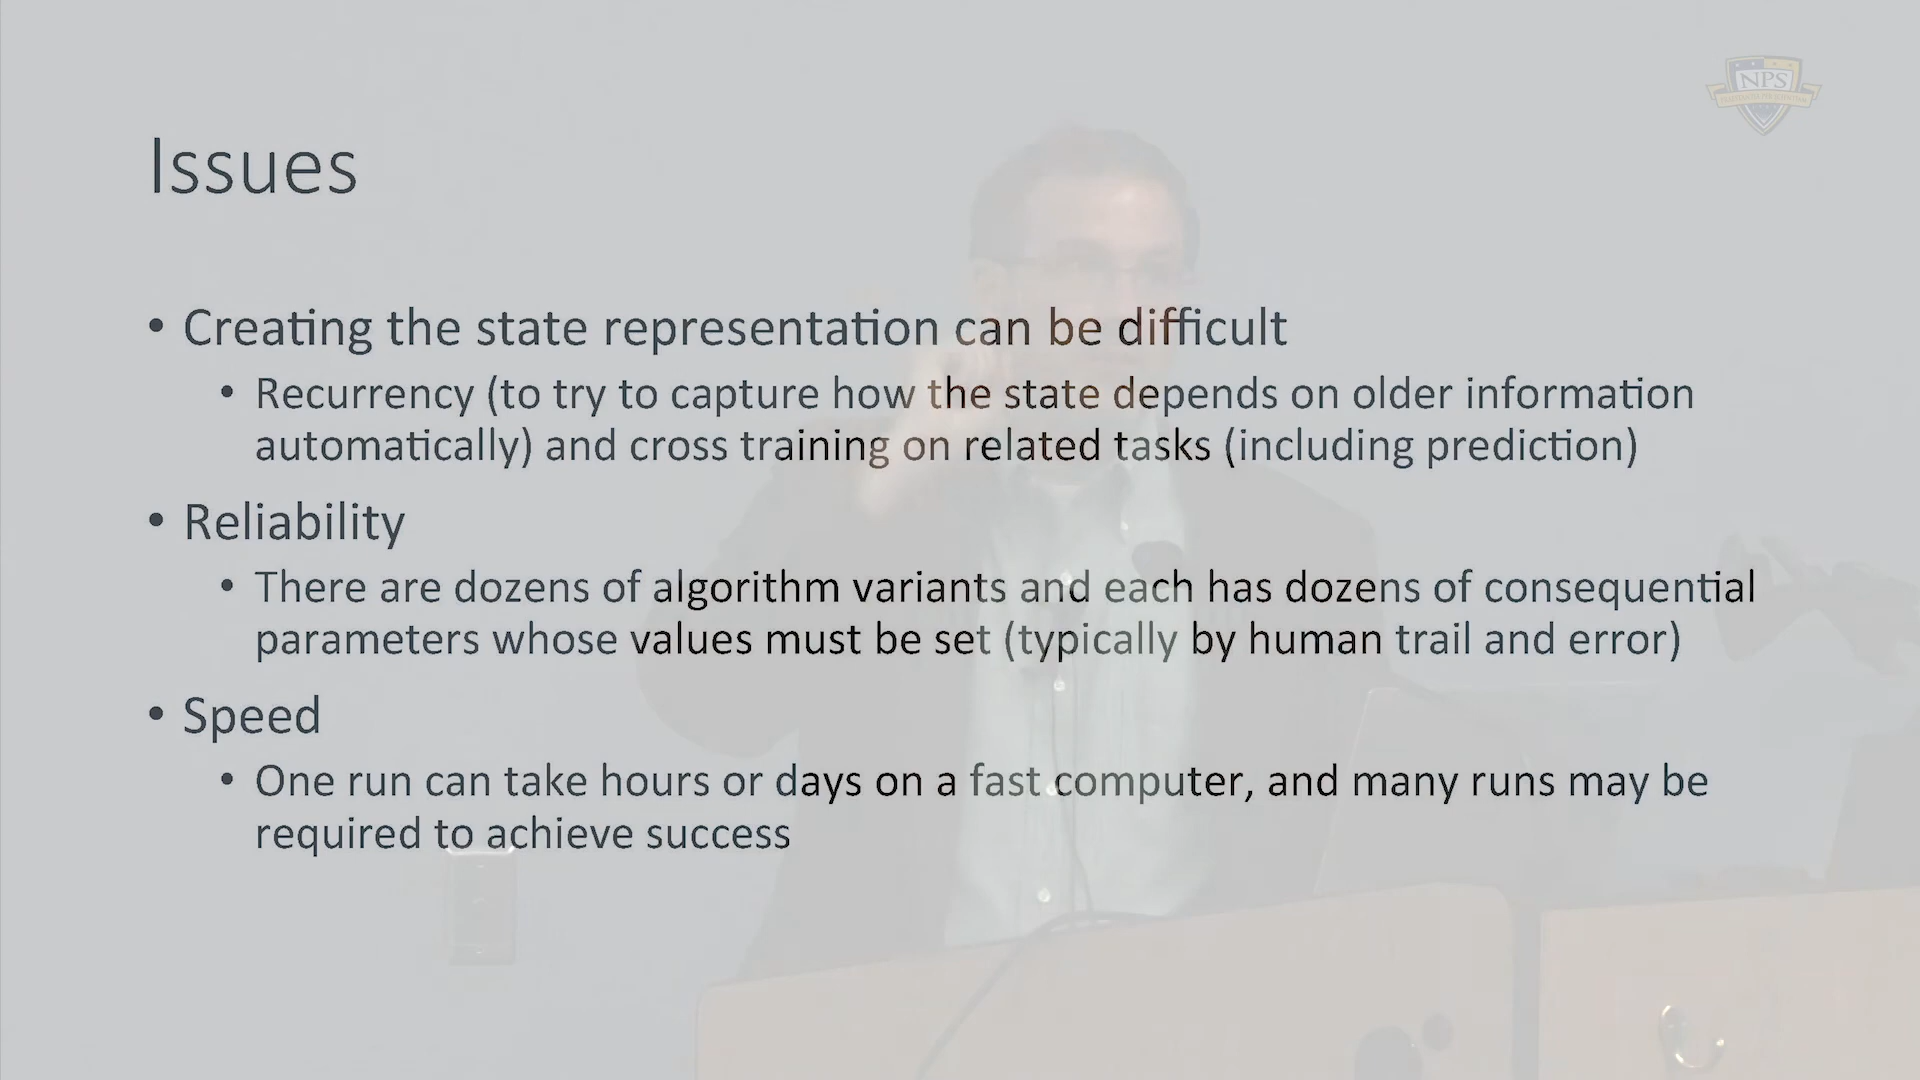 NPS
Issues
• Creating the state representation can be difficult
• Recurrency (to try to capture how the state depends on older information
automatically) and cross training on related tasks (including prediction)
• Reliability
• There are dozens of algorithm variants and each has dozens of consequential
parameters whose values must be set (typically by human trail and error)
• Speed
• One run can take hours or days on a fast computer, and many runs may be
required to achieve success